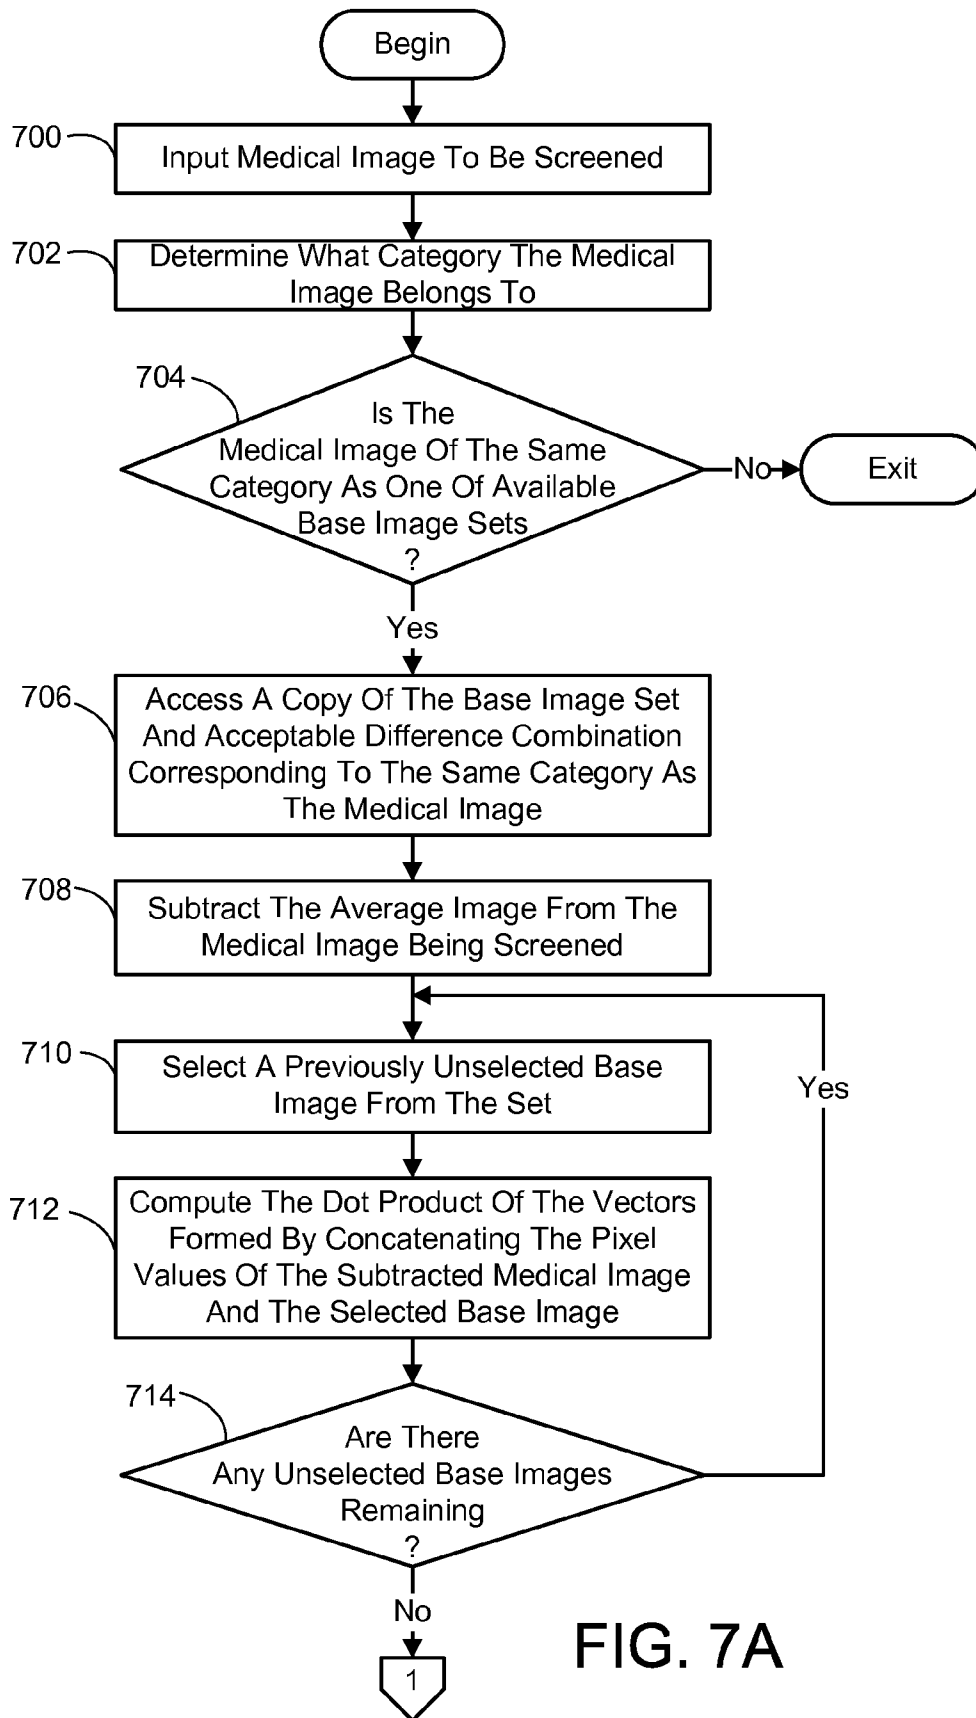 Begin
700
Input Medical Image To Be Screened
702
Determine What Category The Medical
Image Belongs To
704
Is The
Medical Image Of The Same
Category As One Of Available
Base Image Sets
?
No
Exit
Yes
706
Access A Copy Of The Base Image Set
And Acceptable Difference Combination
Corresponding To The Same Category As
The Medical Image
708
Subtract The Average Image From The
Medical Image Being Screened
710
Select A Previously Unselected Base
Image From The Set
Yes
712
Compute The Dot Product Of The Vectors
Formed By Concatenating The Pixel
Values Of The Subtracted Medical Image
And The Selected Base Image
714
Are There
Any Unselected Base Images
Remaining
?
No
1
FIG. 7A